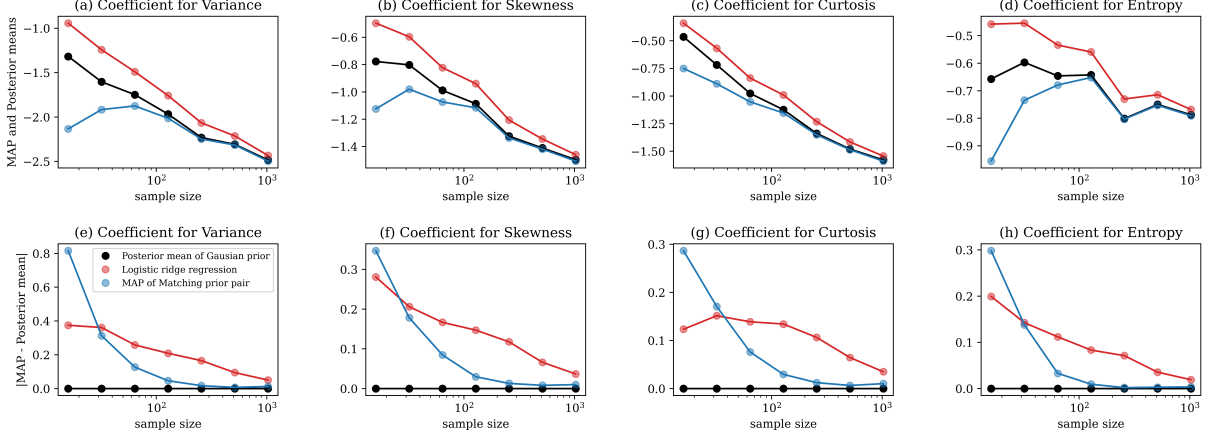 (a) Coefficient for Variance
(b) Coefficient for Skewness
(c) Coefficient for Curtosis
(d) Coefficient for Entropy
MAP and Posterior means
−1.0
−1.5
−2.0
−2.5
10²
10³
sample size
−0.6
−0.8
−1.0
−1.2
−1.4
10²
10³
sample size
−0.50
−0.75
−1.00
−1.25
−1.50
10²
10³
sample size
−0.5
−0.6
−0.7
−0.8
−0.9
10²
10³
sample size
(e) Coefficient for Variance
(f) Coefficient for Skewness
(g) Coefficient for Curtosis
(h) Coefficient for Entropy
|MAP - Posterior mean|
0.8
0.6
0.4
0.2
0.0
Posterior mean of Gausian prior
Logistic ridge regression
MAP of Matching prior pair
10²
10³
sample size
0.3
0.2
0.1
0.0
10²
10³
sample size
0.3
0.2
0.1
0.0
10²
10³
sample size
0.3
0.2
0.1
0.0
10²
10³
sample size